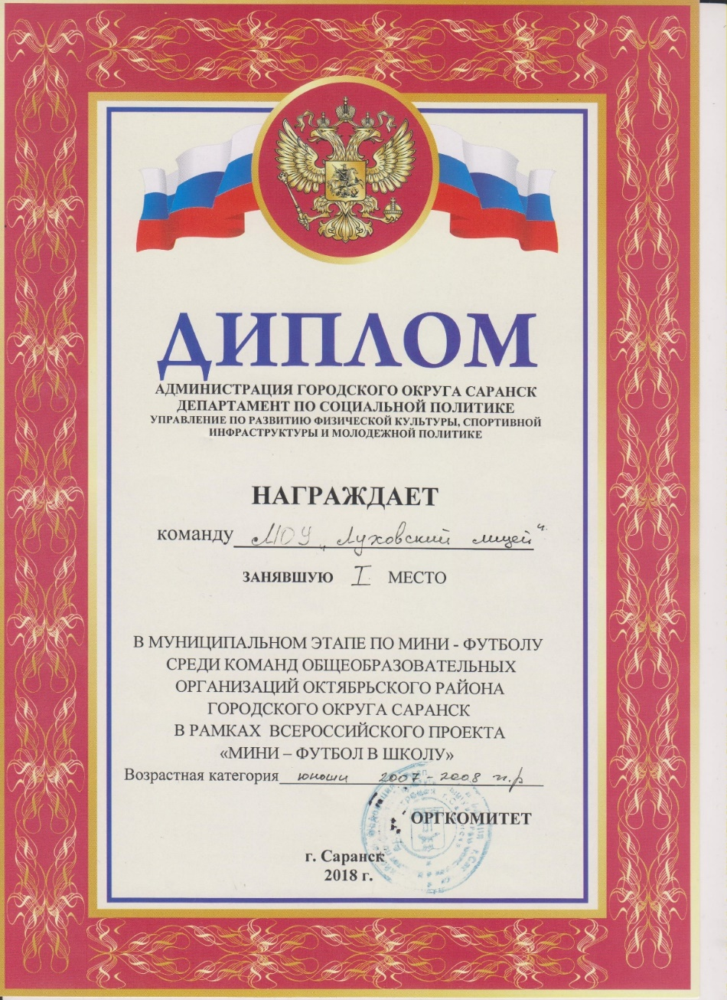 ДИПЛОМ
АДМИНИСТРАЦИЯ ГОРОДСКОГО ОКРУГА САРАНСК
ДЕПАРТАМЕНТ ПО СОЦИАЛЬНОЙ ПОЛИТИКЕ
УПРАВЛЕНИЕ ПО РАЗВИТИЮ ФИЗИЧЕСКОЙ КУЛЬТУРЫ, СПОРТИВНОЙ
ИНФРАСТРУКТУРЫ И МОЛОДЕЖНОЙ ПОЛИТИКЕ
НАГРАЖДАЕТ
команду МОУ „Луховский лицей“
ЗАНЯВШУЮ I МЕСТО
В МУНИЦИПАЛЬНОМ ЭТАПЕ ПО МИНИ - ФУТБОЛУ
СРЕДИ КОМАНД ОБЩЕОБРАЗОВАТЕЛЬНЫХ
ОРГАНИЗАЦИЙ ОКТЯБРЬСКОГО РАЙОНА
ГОРОДСКОГО ОКРУГА САРАНСК
В РАМКАХ ВСЕРОССИЙСКОГО ПРОЕКТА
«МИНИ – ФУТБОЛ В ШКОЛУ»
Возрастная категория юноши 2007-2008 г.р
ОРГКОМИТЕТ
г. Саранск
2018 г.